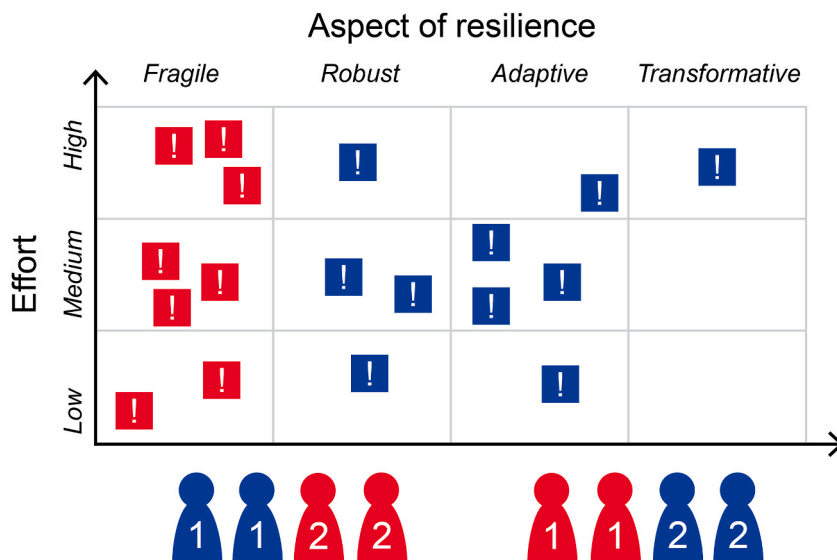 Aspect of resilience
Fragile Robust Adaptive Transformative
Effort
High
! ! ! ! ! !
Medium
! ! ! ! ! ! ! !
Low
! ! ! !
1 1 2 2 1 1 2 2